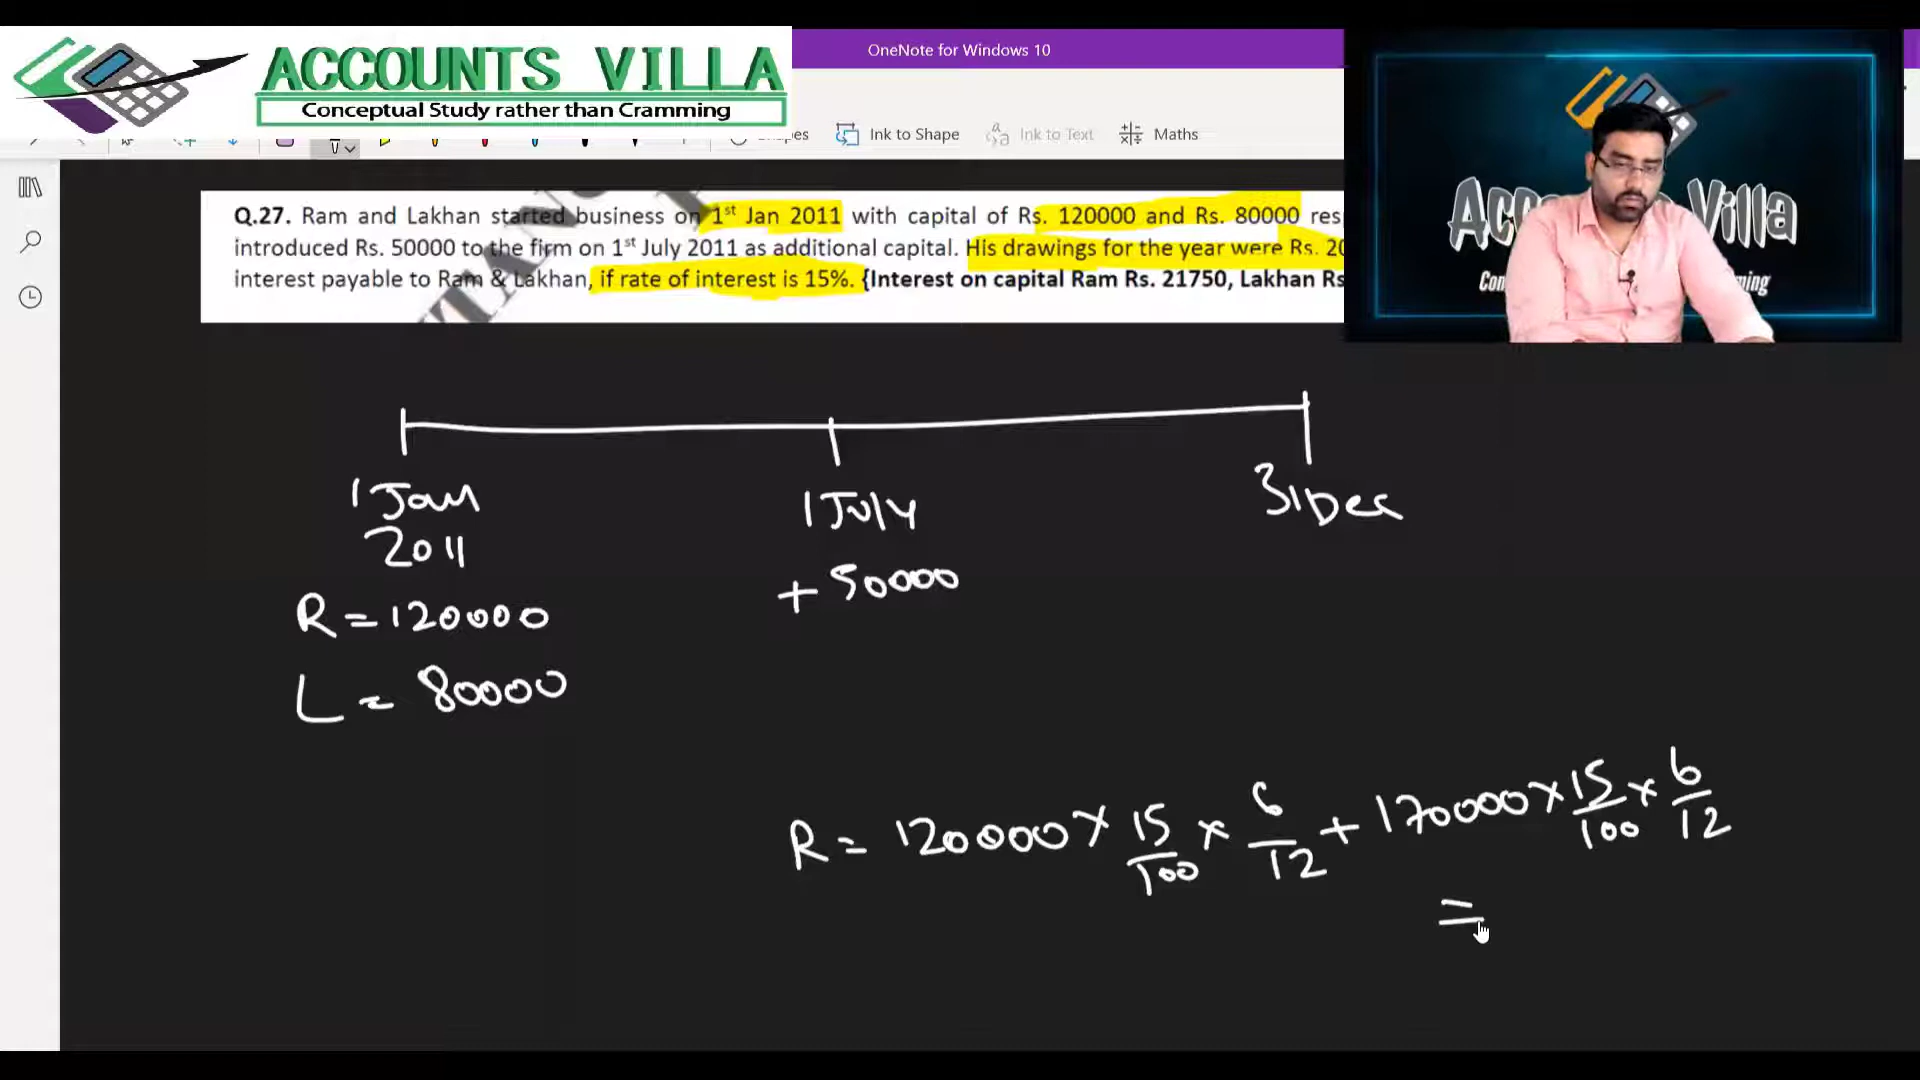 ACCOUNTS VILLA
Conceptual Study rather than Cramming
OneNote for Windows 10
Ink to Shape
Ink to Text
Maths
Q.27. Ram and Lakhan started business on 1st Jan 2011 with capital of Rs. 120000 and Rs. 80000
introduced Rs. 50000 to the firm on 1st July 2011 as additional capital. His drawings for the year were Rs.
interest payable to Ram & Lakhan, if rate of interest is 15%. {Interest on capital Ram Rs. 21750, Lakhan Rs
Villa
1 Jan
2011
1 July
31 Dec
+ 50000
R = 120000
L = 80000
R = 120000 × 15/100 × 6/12 + 170000 × 15/100 × 6/12
=